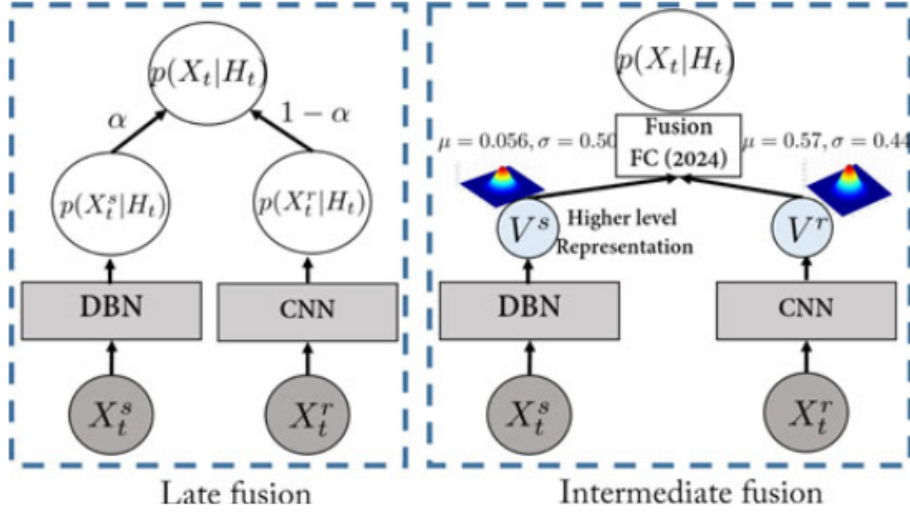 p(X_t|H_t)
α
1 − α
p(X_t^s|H_t)
p(X_t^r|H_t)
DBN
CNN
X_t^s
X_t^r
Late fusion
p(X_t|H_t)
μ = 0.056, σ = 0.50
Fusion
FC (2024)
μ = 0.57, σ = 0.44
V^s
Higher level
Representation
V^r
DBN
CNN
X_t^s
X_t^r
Intermediate fusion